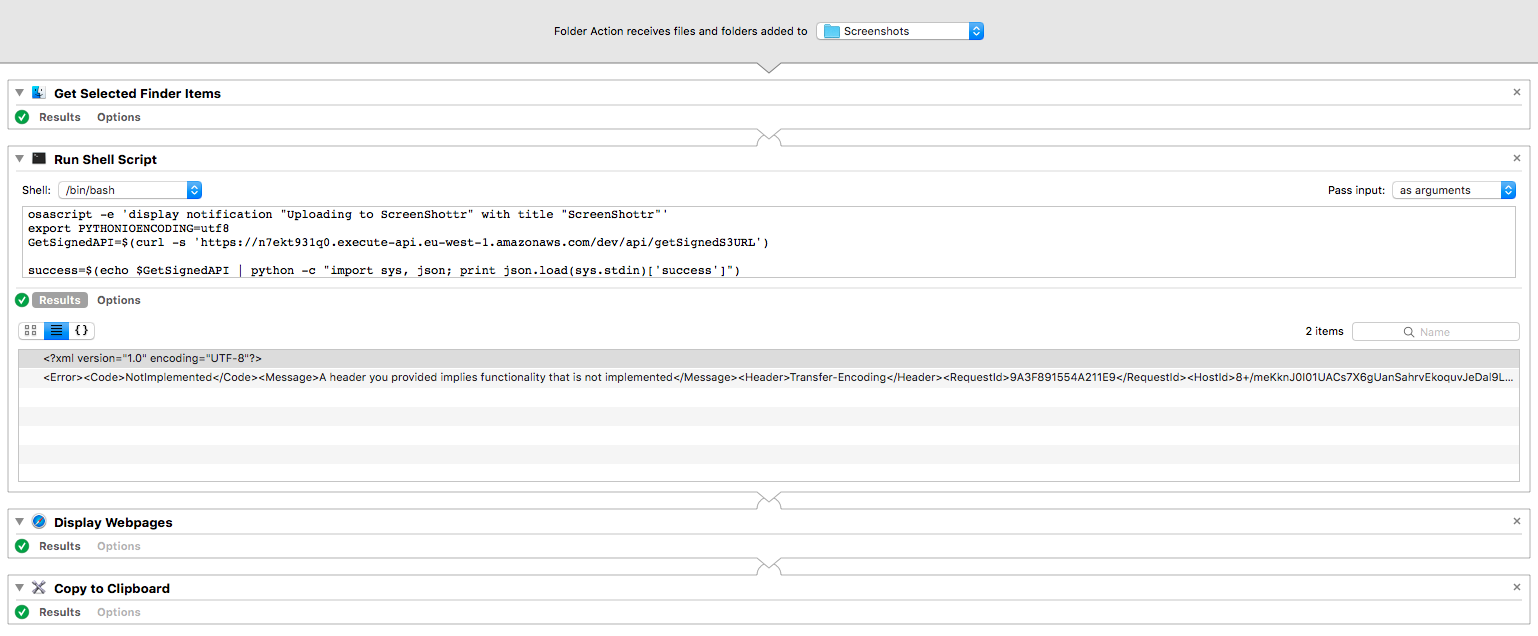 Folder Action receives files and folders added to Screenshots
Get Selected Finder Items
Results Options
Run Shell Script
Shell: /bin/bash Pass input: as arguments
osascript -e 'display notification "Uploading to ScreenShottr" with title "ScreenShottr"'
export PYTHONIOENCODING=utf8
GetSignedAPI=$(curl -s 'https://n7ekt931q0.execute-api.eu-west-1.amazonaws.com/dev/api/getSignedS3URL')
success=$(echo $GetSignedAPI | python -c "import sys, json; print json.load(sys.stdin)['success']")
Results Options
{} 2 items Name
<?xml version="1.0" encoding="UTF-8"?>
<Error><Code>NotImplemented</Code><Message>A header you provided implies functionality that is not implemented</Message><Header>Transfer-Encoding</Header><RequestId>9A3F891554A211E9</RequestId><HostId>8+/meKknJ0I01UACs7X6gUanSahrvEkoquvJeDal9L...
Display Webpages
Results Options
Copy to Clipboard
Results Options